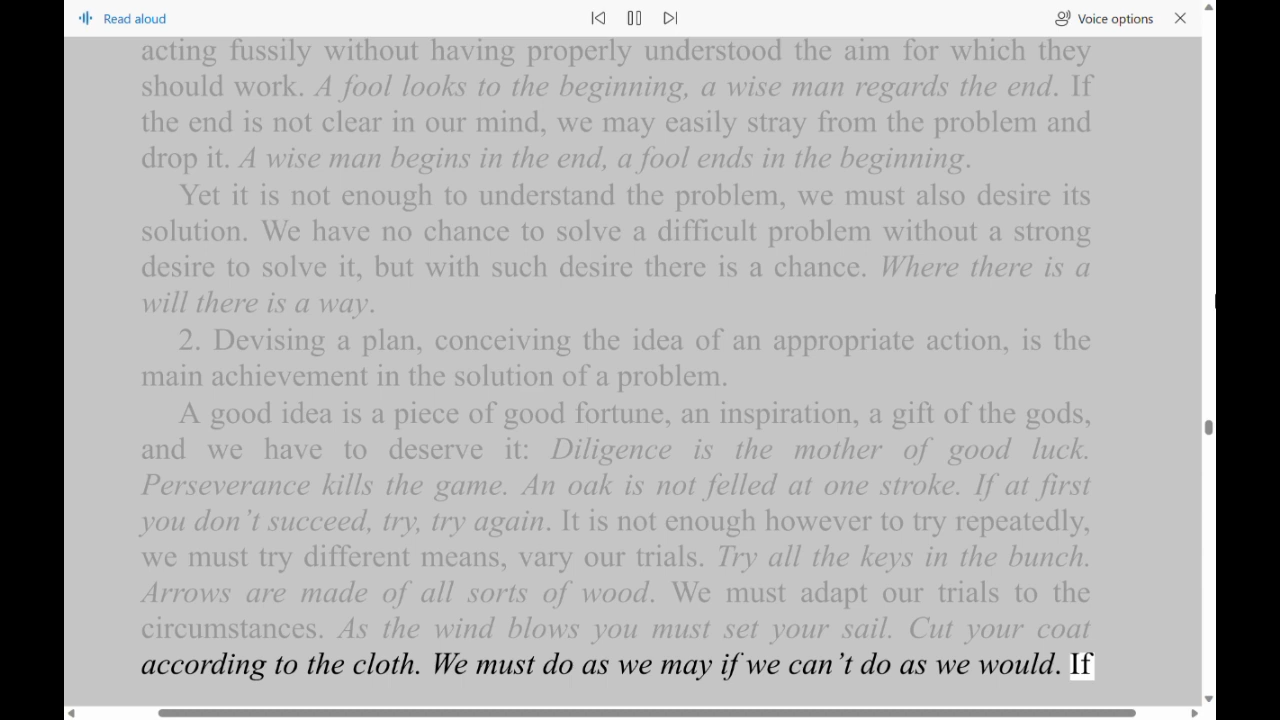 Read aloud
Voice options
acting fussily without having properly understood the aim for which they
should work. A fool looks to the beginning, a wise man regards the end. If
the end is not clear in our mind, we may easily stray from the problem and
drop it. A wise man begins in the end, a fool ends in the beginning.
Yet it is not enough to understand the problem, we must also desire its
solution. We have no chance to solve a difficult problem without a strong
desire to solve it, but with such desire there is a chance. Where there is a
will there is a way.
2. Devising a plan, conceiving the idea of an appropriate action, is the
main achievement in the solution of a problem.
A good idea is a piece of good fortune, an inspiration, a gift of the gods,
and we have to deserve it: Diligence is the mother of good luck.
Perseverance kills the game. An oak is not felled at one stroke. If at first
you don’t succeed, try, try again. It is not enough however to try repeatedly,
we must try different means, vary our trials. Try all the keys in the bunch.
Arrows are made of all sorts of wood. We must adapt our trials to the
circumstances. As the wind blows you must set your sail. Cut your coat
according to the cloth. We must do as we may if we can’t do as we would. If